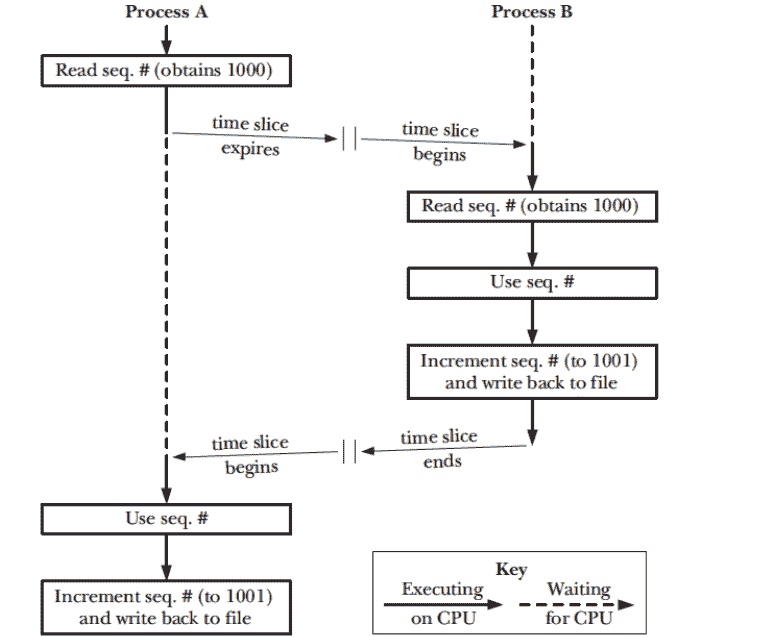 Process A
Process B
Read seq. # (obtains 1000)
time slice
expires
time slice
begins
Read seq. # (obtains 1000)
Use seq. #
Increment seq. # (to 1001)
and write back to file
time slice
begins
time slice
ends
Use seq. #
Increment seq. # (to 1001)
and write back to file
Key
Executing
on CPU
Waiting
for CPU